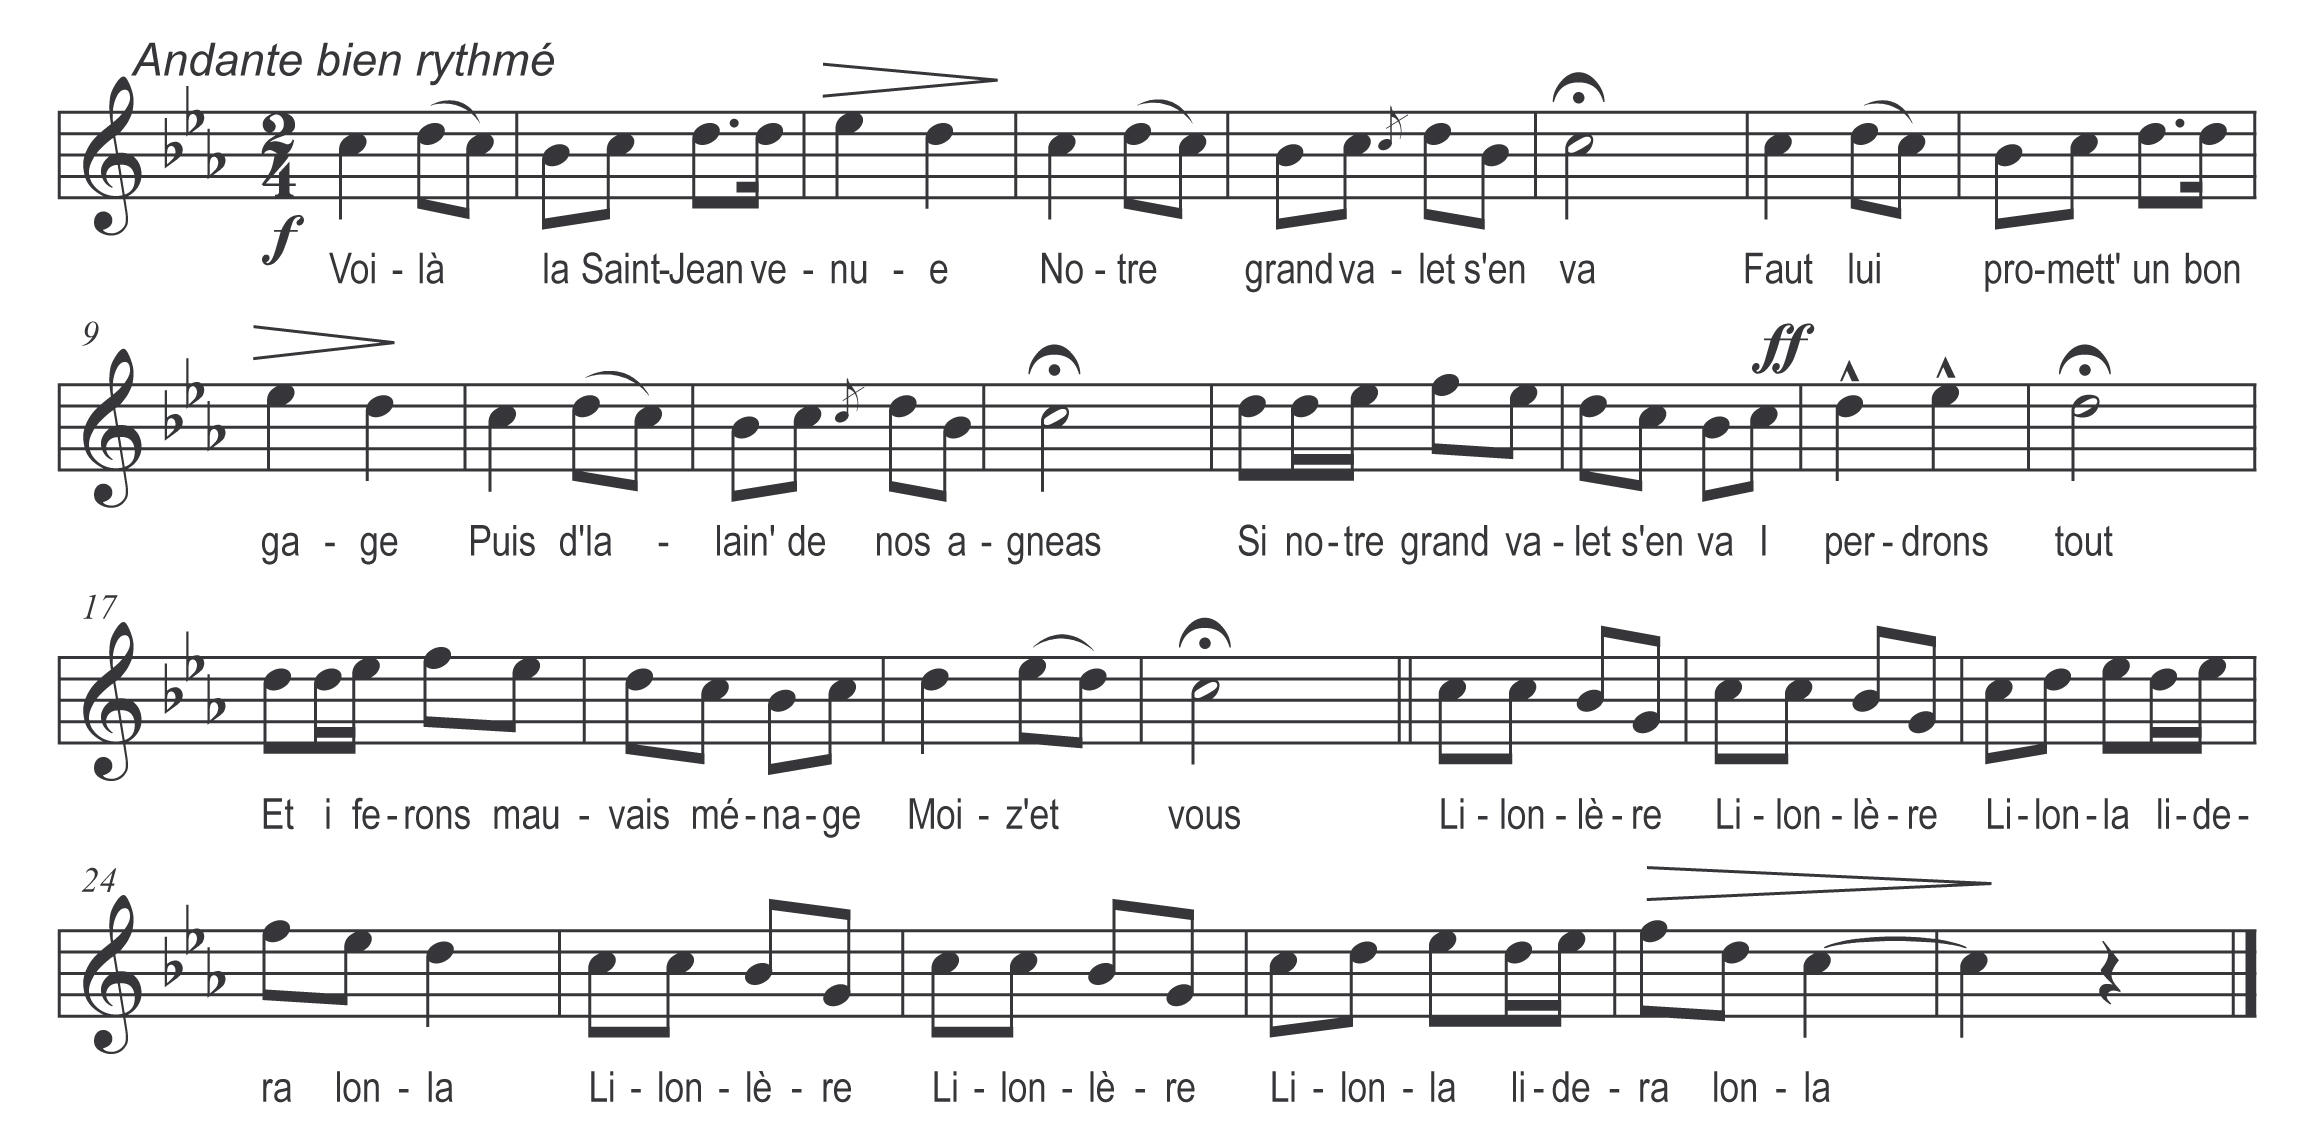 Andante bien rythmé
2
4
f
Voi - là la Saint-Jean ve - nu - e No - tre grand va - let s'en va Faut lui pro-mett' un bon
9
ff
ga - ge Puis d'la - lain' de nos a - gneas Si no-tre grand va-let s'en va I per-drons tout
17
Et i fe-rons mau - vais mé-na-ge Moi - z'et vous Li - lon - lè-re Li - lon - lè-re Li-lon-la li-de-
24
ra lon - la Li - lon - lè - re Li - lon - lè - re Li - lon - la li-de - ra lon - la